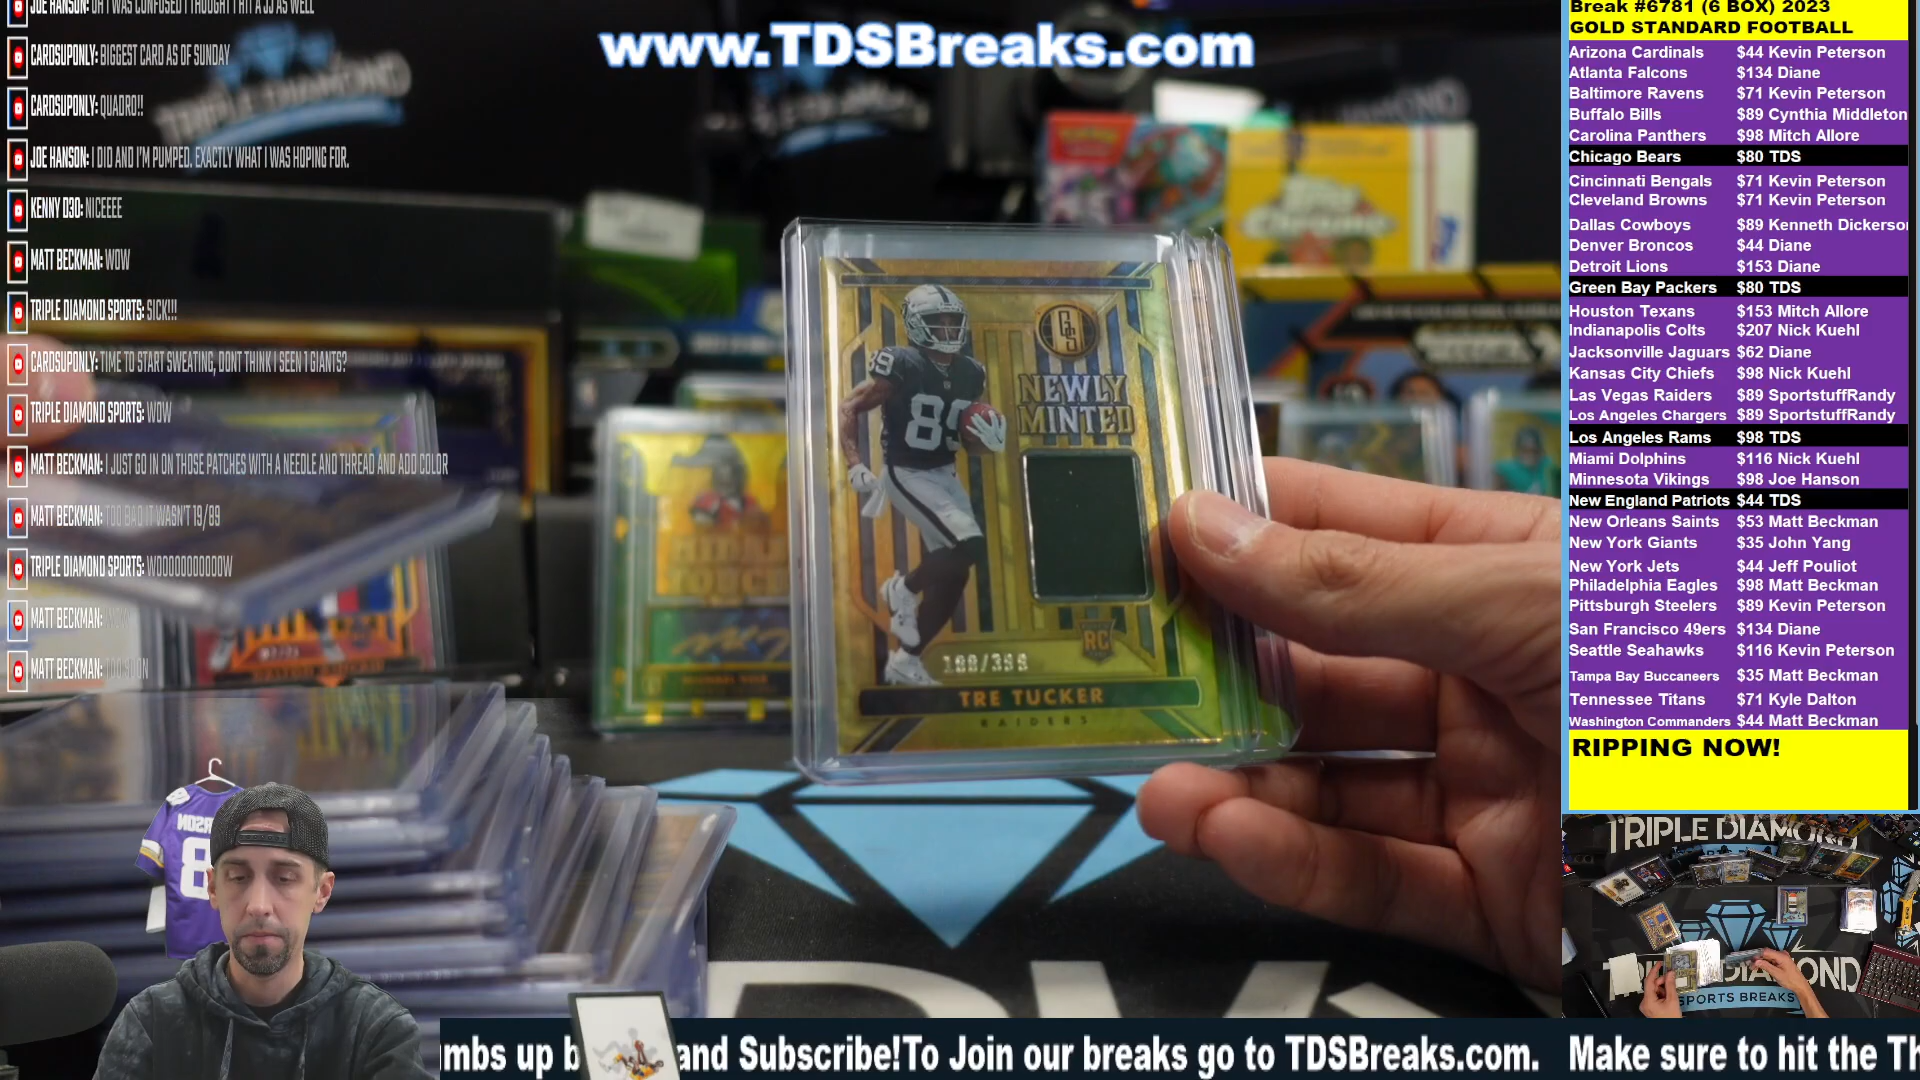 JOE HANSON: OH I WAS CONFUSED I THOUGHT I HIT A JJ AS WELL
CARDSUPONLY: BIGGEST CARD AS OF SUNDAY
CARDSUPONLY: QUADRO!!
JOE HANSON: I DID AND I'M PUMPED. EXACTLY WHAT I WAS HOPING FOR.
KENNY D30: NICEEEE
MATT BECKMAN: WOW
TRIPLE DIAMOND SPORTS: SICK!!!
CARDSUPONLY: TIME TO START SWEATING, DONT THINK I SEEN 1 GIANTS?
TRIPLE DIAMOND SPORTS: WOW
MATT BECKMAN: I JUST GO IN ON THOSE PATCHES WITH A NEEDLE AND THREAD AND ADD COLOR
MATT BECKMAN: TOO BAD IT WASN'T 19/89
TRIPLE DIAMOND SPORTS: WOOOOOOOOOOW
MATT BECKMAN:
MATT BECKMAN: TOO SOON
www.TDSBreaks.com
TRIPLE DIAMOND
Topps Chrome
89
GS
NEWLY
MINTED
RC
TRE TUCKER
RAIDERS
Break #6781 (6 BOX) 2023
GOLD STANDARD FOOTBALL
Arizona Cardinals $44 Kevin Peterson
Atlanta Falcons $134 Diane
Baltimore Ravens $71 Kevin Peterson
Buffalo Bills $89 Cynthia Middleton
Carolina Panthers $98 Mitch Allore
Chicago Bears $80 TDS
Cincinnati Bengals $71 Kevin Peterson
Cleveland Browns $71 Kevin Peterson
Dallas Cowboys $89 Kenneth Dickerso
Denver Broncos $44 Diane
Detroit Lions $153 Diane
Green Bay Packers $80 TDS
Houston Texans $153 Mitch Allore
Indianapolis Colts $207 Nick Kuehl
Jacksonville Jaguars $62 Diane
Kansas City Chiefs $98 Nick Kuehl
Las Vegas Raiders $89 SportstuffRandy
Los Angeles Chargers $89 SportstuffRandy
Los Angeles Rams $98 TDS
Miami Dolphins $116 Nick Kuehl
Minnesota Vikings $98 Joe Hanson
New England Patriots $44 TDS
New Orleans Saints $53 Matt Beckman
New York Giants $35 John Yang
New York Jets $44 Jeff Pouliot
Philadelphia Eagles $98 Matt Beckman
Pittsburgh Steelers $89 Kevin Peterson
San Francisco 49ers $134 Diane
Seattle Seahawks $116 Kevin Peterson
Tampa Bay Buccaneers $35 Matt Beckman
Tennessee Titans $71 Kyle Dalton
Washington Commanders $44 Matt Beckman
RIPPING NOW!
TRIPLE DIAMOND
SPORTS BREAKS
mbs up b and Subscribe!To Join our breaks go to TDSBreaks.com. Make sure to hit the Th